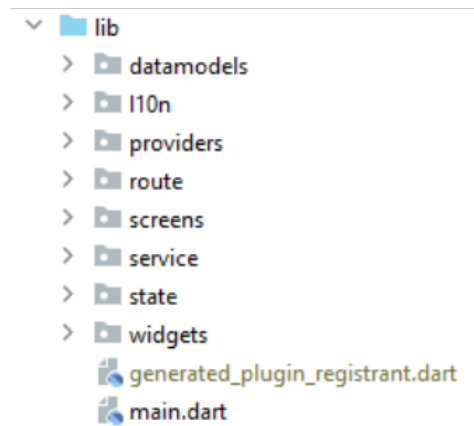 lib
datamodels
l10n
providers
route
screens
service
state
widgets
generated_plugin_registrant.dart
main.dart